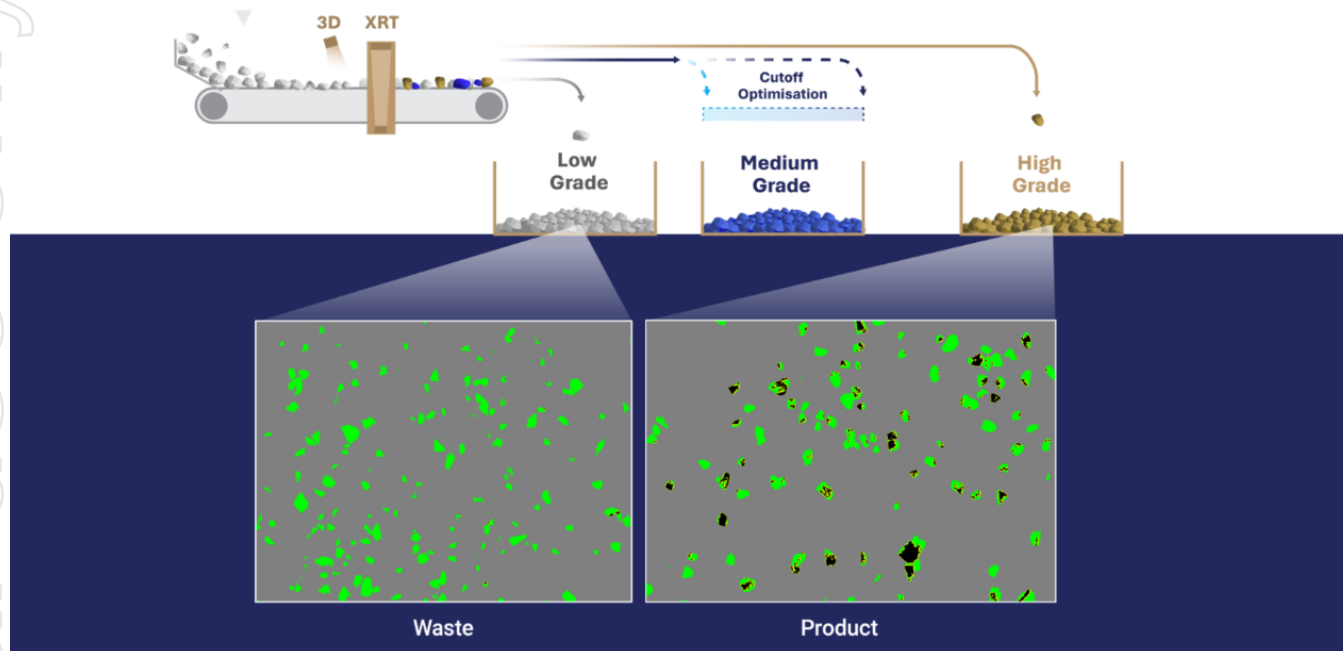 3D XRT
Cutoff
Optimisation
Low
Grade
Medium
Grade
High
Grade
Waste
Product